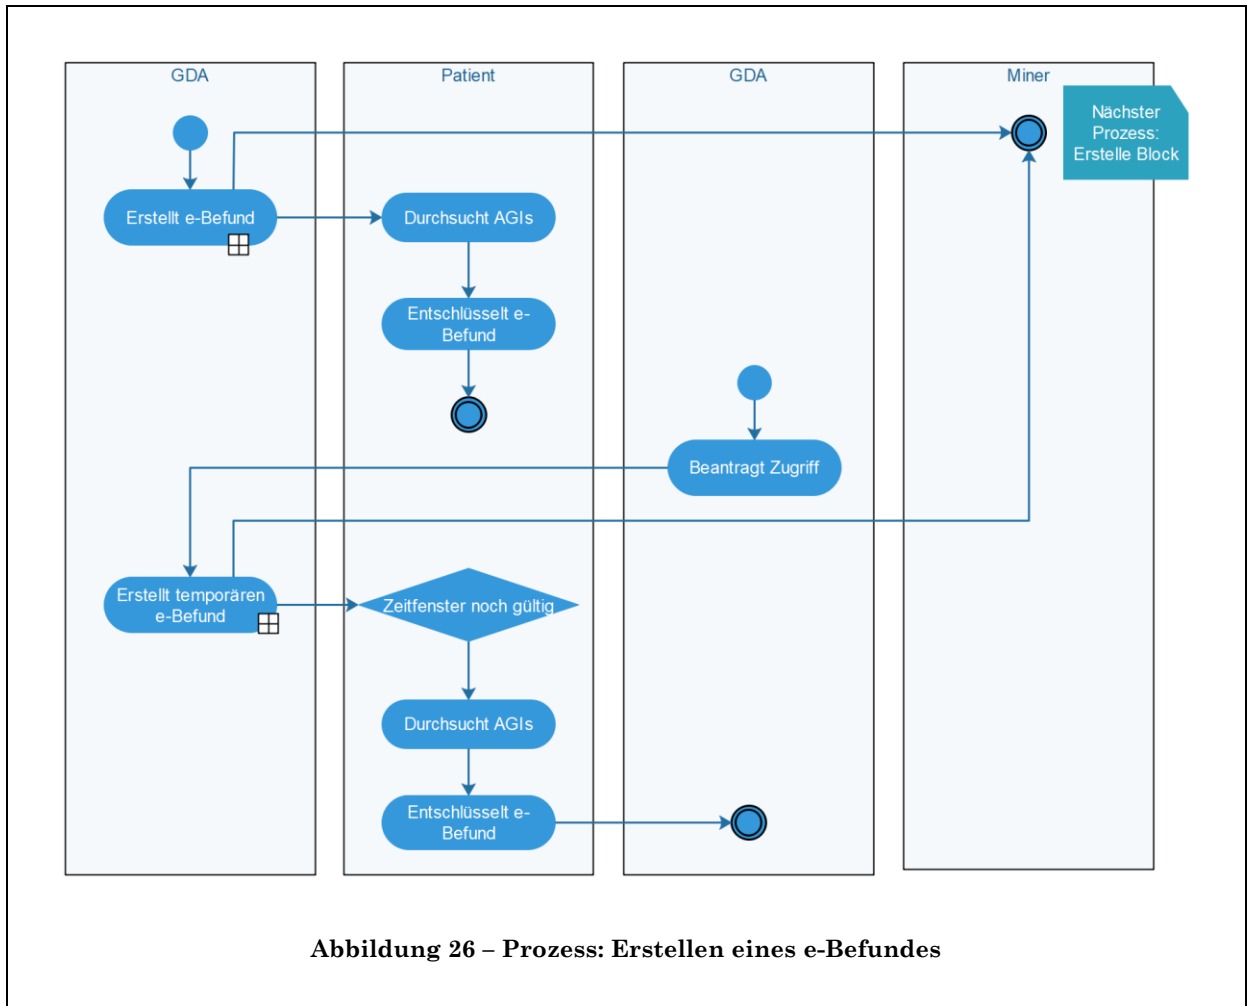 GDA
Patient
GDA
Miner
Nächster
Prozess:
Erstelle Block
Erstellt e-Befund
Durchsucht AGIs
Entschlüsselt e-
Befund
Beantragt Zugriff
Erstellt temporären
e-Befund
Zeitfenster noch gültig
Durchsucht AGIs
Entschlüsselt e-
Befund
Abbildung 26 – Prozess: Erstellen eines e-Befundes